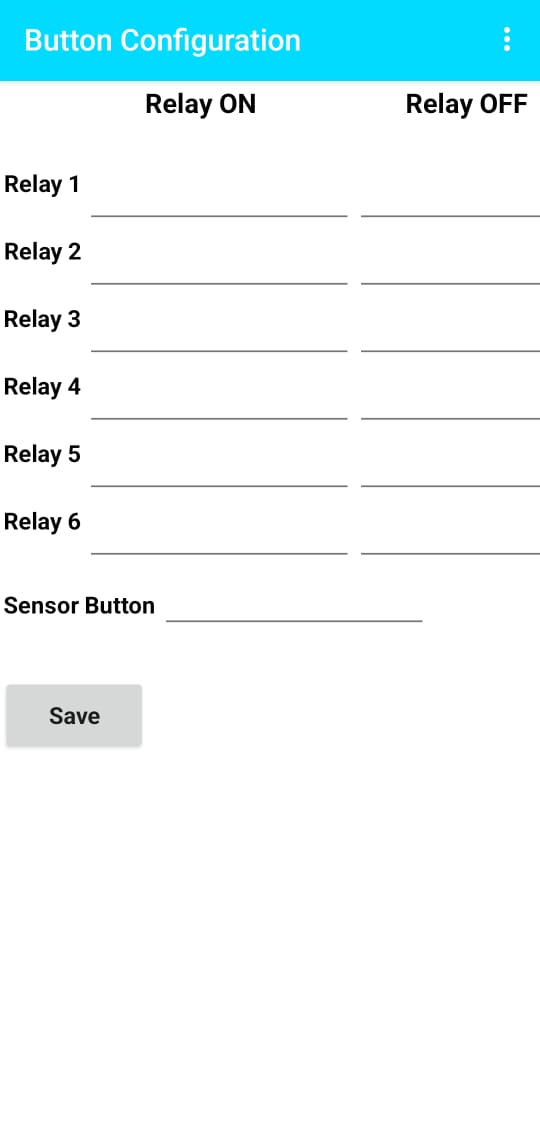 Button Configuration
Relay ON Relay OFF
Relay 1
Relay 2
Relay 3
Relay 4
Relay 5
Relay 6
Sensor Button
Save